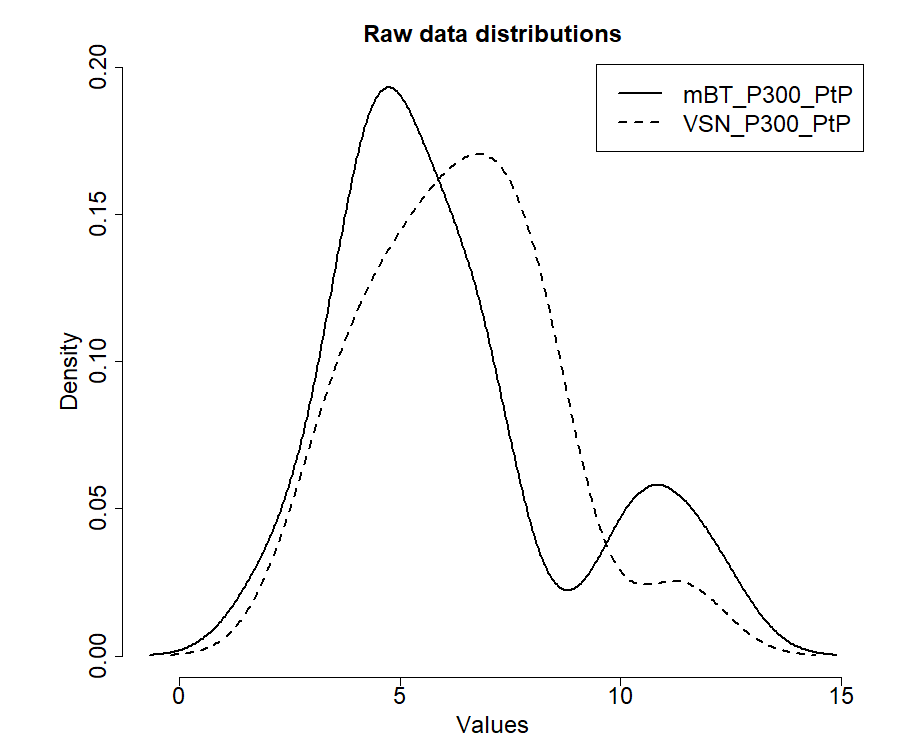 Raw data distributions
mBT_P300_PtP
VSN_P300_PtP
Density
0.20
0.15
0.10
0.05
0.00
0 5 10 15
Values